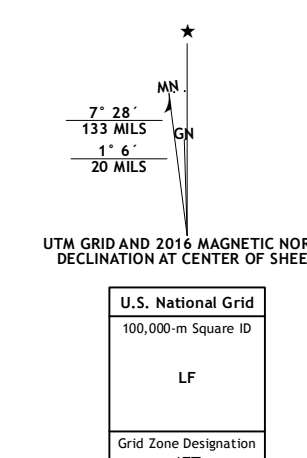 ★
MN
7° 28´
133 MILS
GN
1° 6´
20 MILS
UTM GRID AND 2016 MAGNETIC NOR
DECLINATION AT CENTER OF SHEE
U.S. National Grid
100,000-m Square ID
LF
Grid Zone Designation